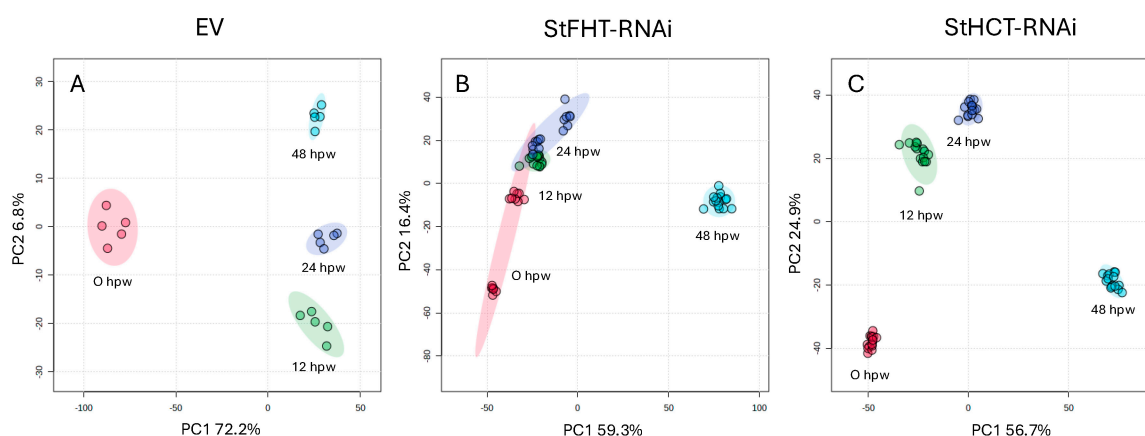 EV
StFHT-RNAi
StHCT-RNAi
A
30
20
10
0
-10
-20
-30
PC2 6.8%
48 hpw
O hpw
24 hpw
12 hpw
-100
-50
0
50
PC1 72.2%
B
40
20
0
-20
-40
-60
-80
PC2 16.4%
24 hpw
12 hpw
48 hpw
O hpw
-50
0
50
100
PC1 59.3%
C
40
20
0
-20
-40
PC2 24.9%
24 hpw
12 hpw
48 hpw
O hpw
-50
0
50
PC1 56.7%